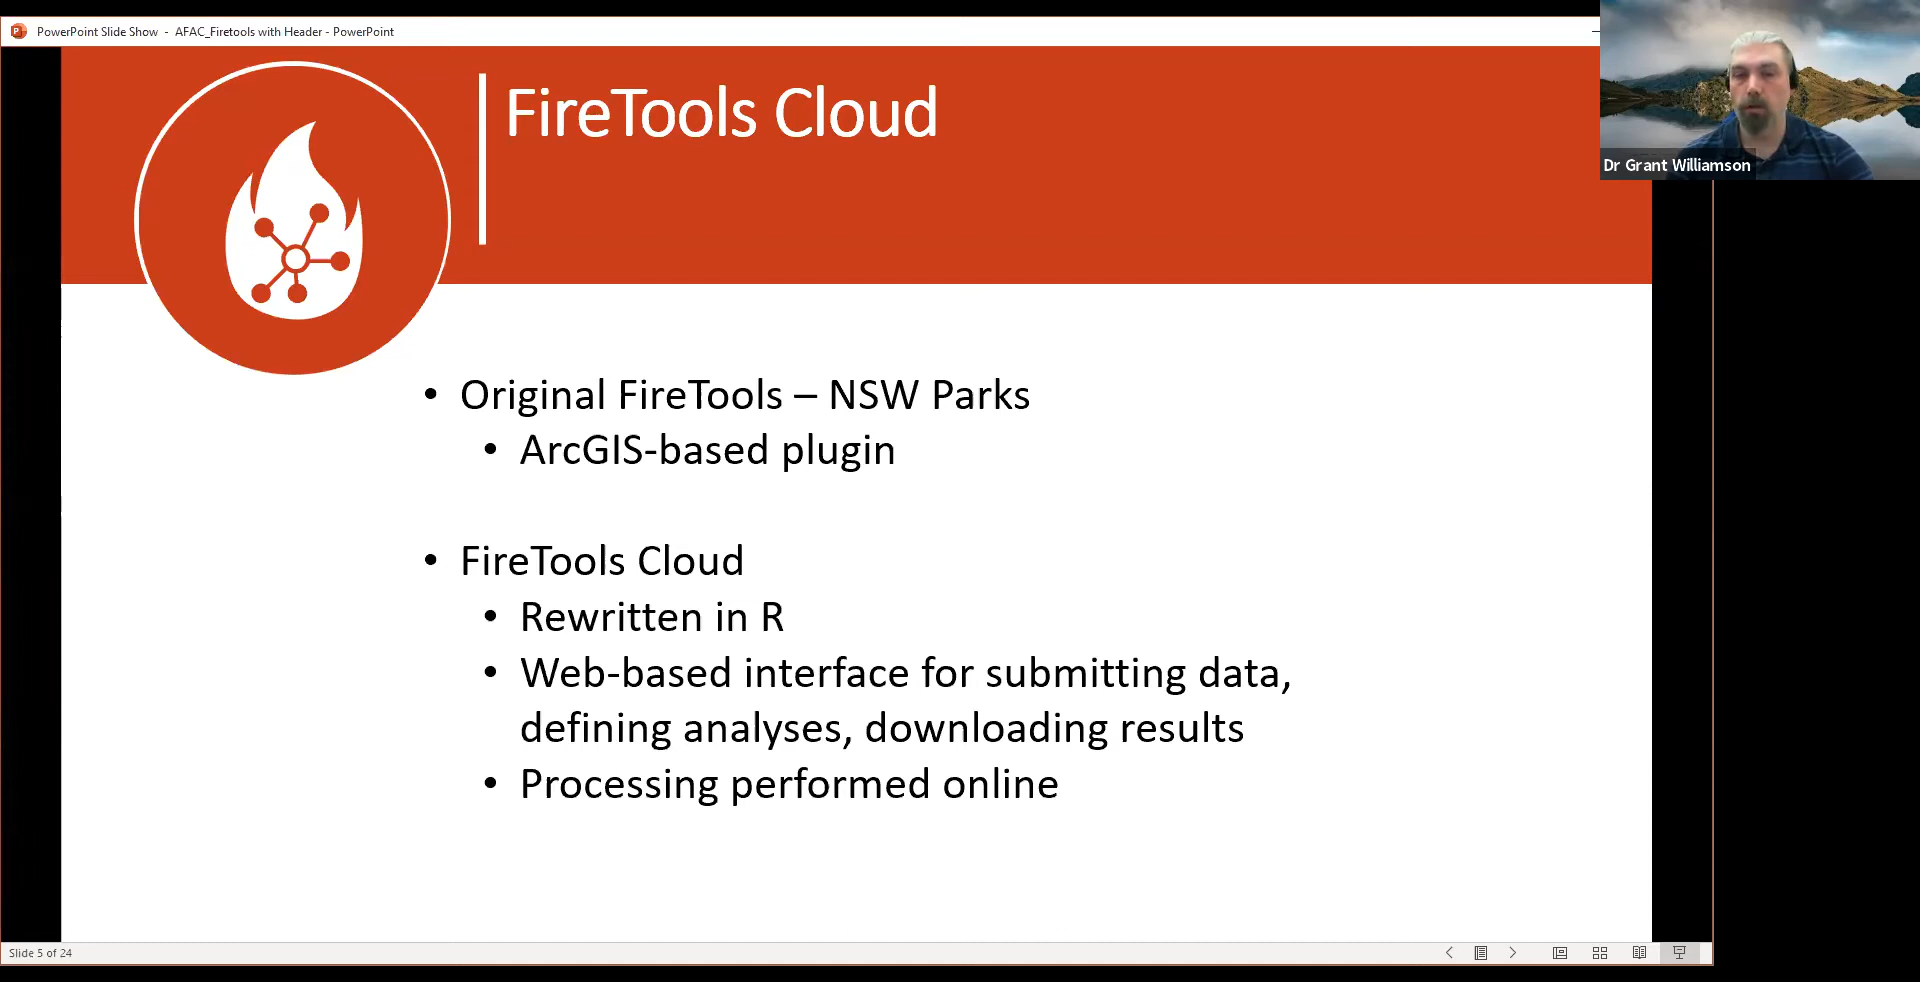 PowerPoint Slide Show - AFAC_Firetools with Header - PowerPoint
FireTools Cloud
Dr Grant Williamson
• Original FireTools – NSW Parks
• ArcGIS-based plugin
• FireTools Cloud
• Rewritten in R
• Web-based interface for submitting data,
defining analyses, downloading results
• Processing performed online
Slide 5 of 24